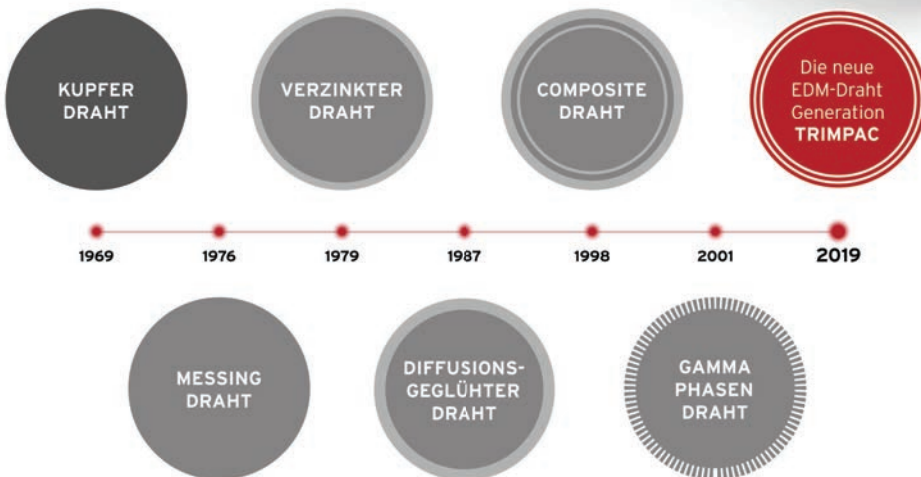 KUPFER
DRAHT
VERZINKTER
DRAHT
COMPOSITE
DRAHT
Die neue
EDM-Draht
Generation
TRIMPAC
1969
1976
1979
1987
1998
2001
2019
MESSING
DRAHT
DIFFUSIONS-
GEGLÜHTER
DRAHT
GAMMA
PHASEN
DRAHT